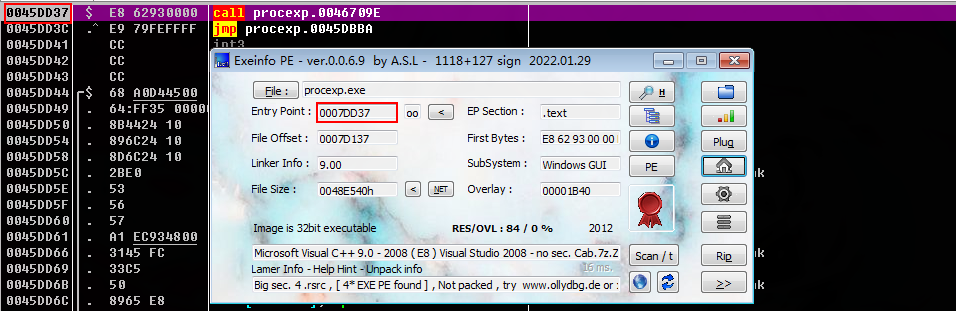 0045DD37 $ E8 62930000 call procexp.0046709E
0045DD3C .^ E9 79FEFFFF jmp procexp.0045DBBA
0045DD41 CC int3
0045DD42 CC
0045DD43 CC
0045DD44 $ 68 A0D44500
0045DD49 . 64:FF35 0000
0045DD50 . 8B4424 10
0045DD54 . 896C24 10
0045DD58 . 8D6C24 10
0045DD5C . 2BE0
0045DD5E . 53
0045DD5F . 56
0045DD60 . 57
0045DD61 . A1 EC934800
0045DD66 . 3145 FC
0045DD69 . 33C5
0045DD6B . 50
0045DD6C . 8965 E8
Exeinfo PE - ver.0.0.6.9 by A.S.L - 1118+127 sign 2022.01.29
File : procexp.exe H
Entry Point : 0007DD37 oo < EP Section : .text
File Offset : 0007D137 First Bytes : E8 62 93 00 00
Linker Info : 9.00 SubSystem : Windows GUI
File Size : 0048E540h < NET Overlay : 00001B40
Image is 32bit executable RES/OVL : 84 / 0 % 2012
Microsoft Visual C++ 9.0 - 2008 ( E8 ) Visual Studio 2008 - no sec. Cab.7z.Z
Lamer Info - Help Hint - Unpack info 16 ms.
Big sec. 4 .rsrc , [ 4* EXE PE found ] , Not packed , try www.ollydbg.de or
Plug
PE
Scan / t
Rip
>>